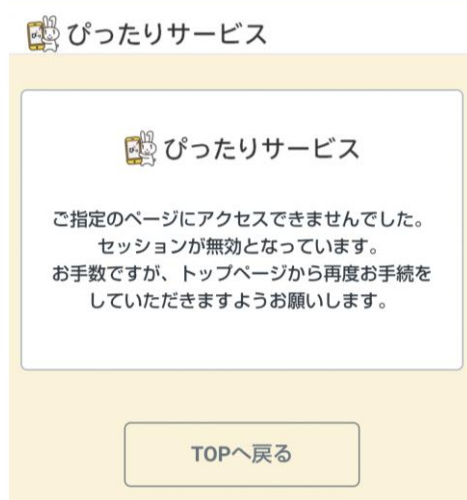 ぴったりサービス
ぴったりサービス
ご指定のページにアクセスできませんでした。
セッションが無効となっています。
お手数ですが、トップページから再度お手続を
していただきますようお願いします。
TOPへ戻る